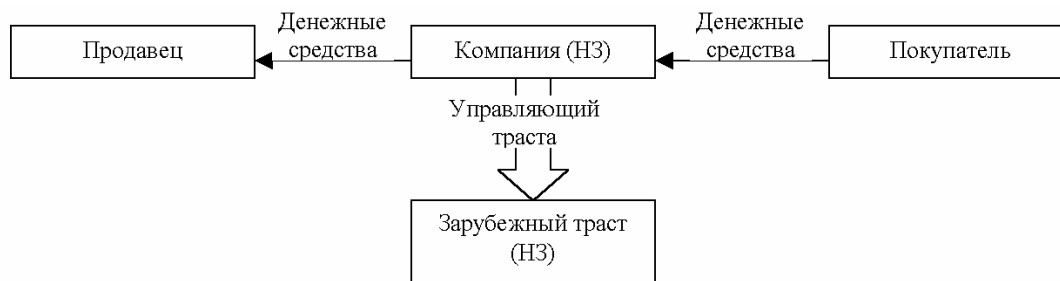 Денежные
средства
Денежные
средства
Продавец
Компания (НЗ)
Покупатель
Управляющий
траста
Зарубежный траст
(НЗ)